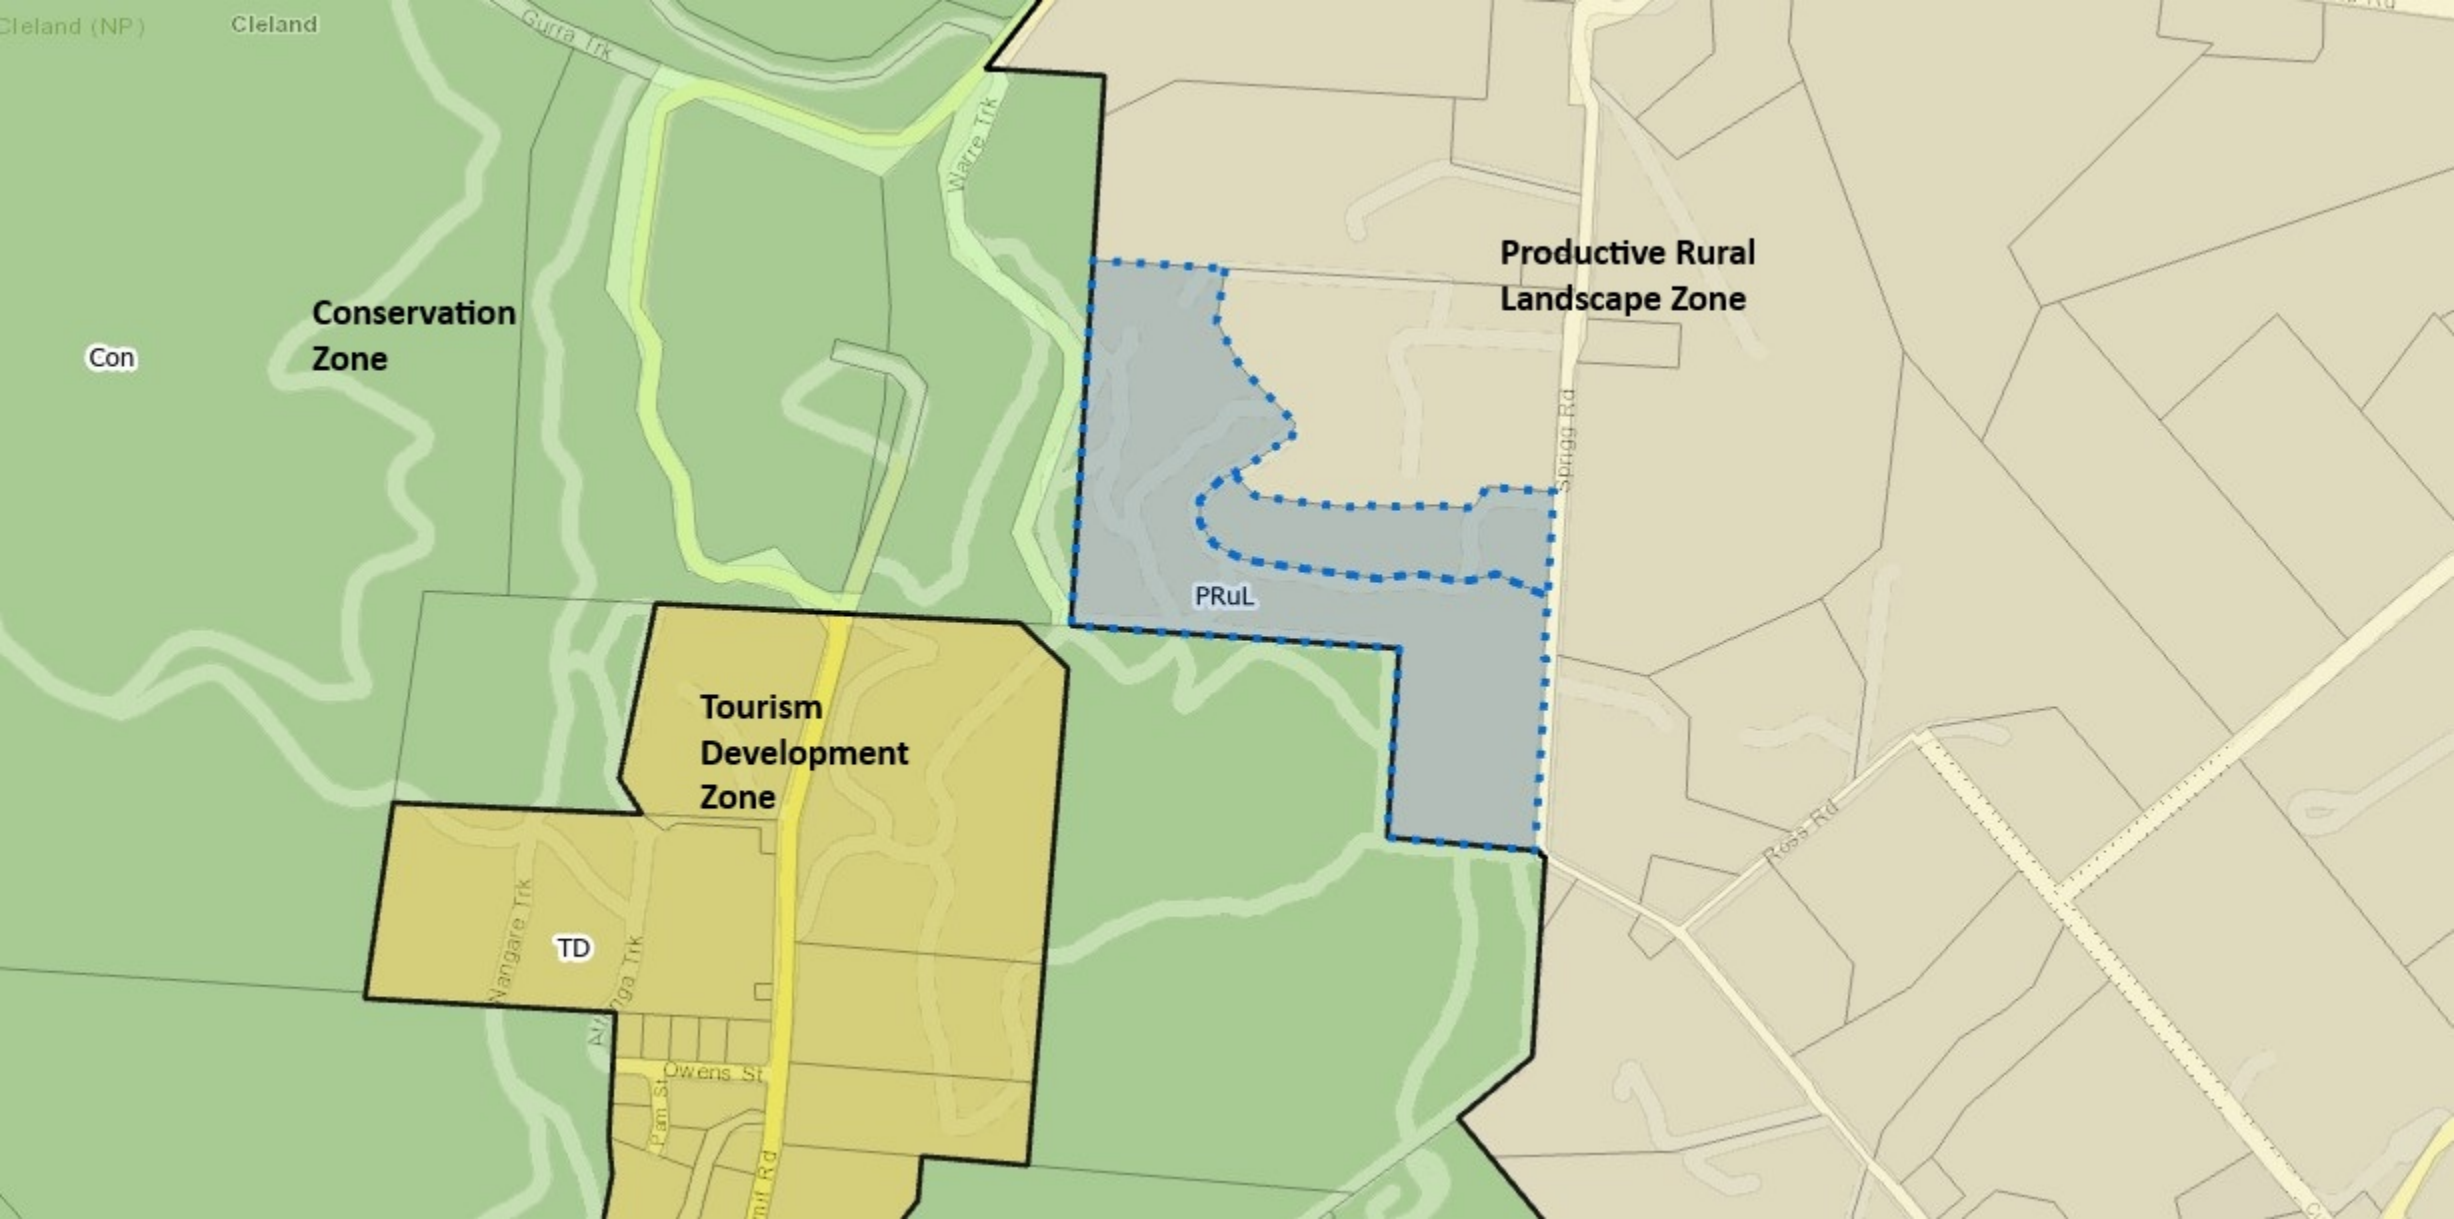 Cleland (NP)
Cleland
Gurra Trk
Warre Trk
Productive Rural
Landscape Zone
Conservation
Zone
Con
Sprigg Rd
PRuL
Tourism
Development
Zone
Ross Rd
Nangare Trk
TD
Owens St
Pam St
Rd